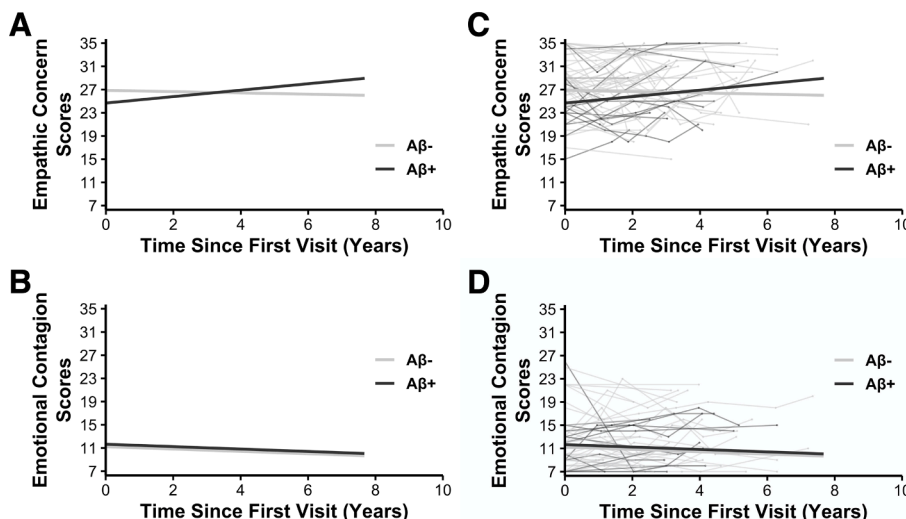 A
Empathic Concern
Scores
35
31
27
23
19
15
11
7
0 2 4 6 8 10
Time Since First Visit (Years)
Aβ-
Aβ+
C
Empathic Concern
Scores
35
31
27
23
19
15
11
7
0 2 4 6 8 10
Time Since First Visit (Years)
Aβ-
Aβ+
B
Emotional Contagion
Scores
35
31
27
23
19
15
11
7
0 2 4 6 8 10
Time Since First Visit (Years)
Aβ-
Aβ+
D
Emotional Contagion
Scores
35
31
27
23
19
15
11
7
0 2 4 6 8 10
Time Since First Visit (Years)
Aβ-
Aβ+